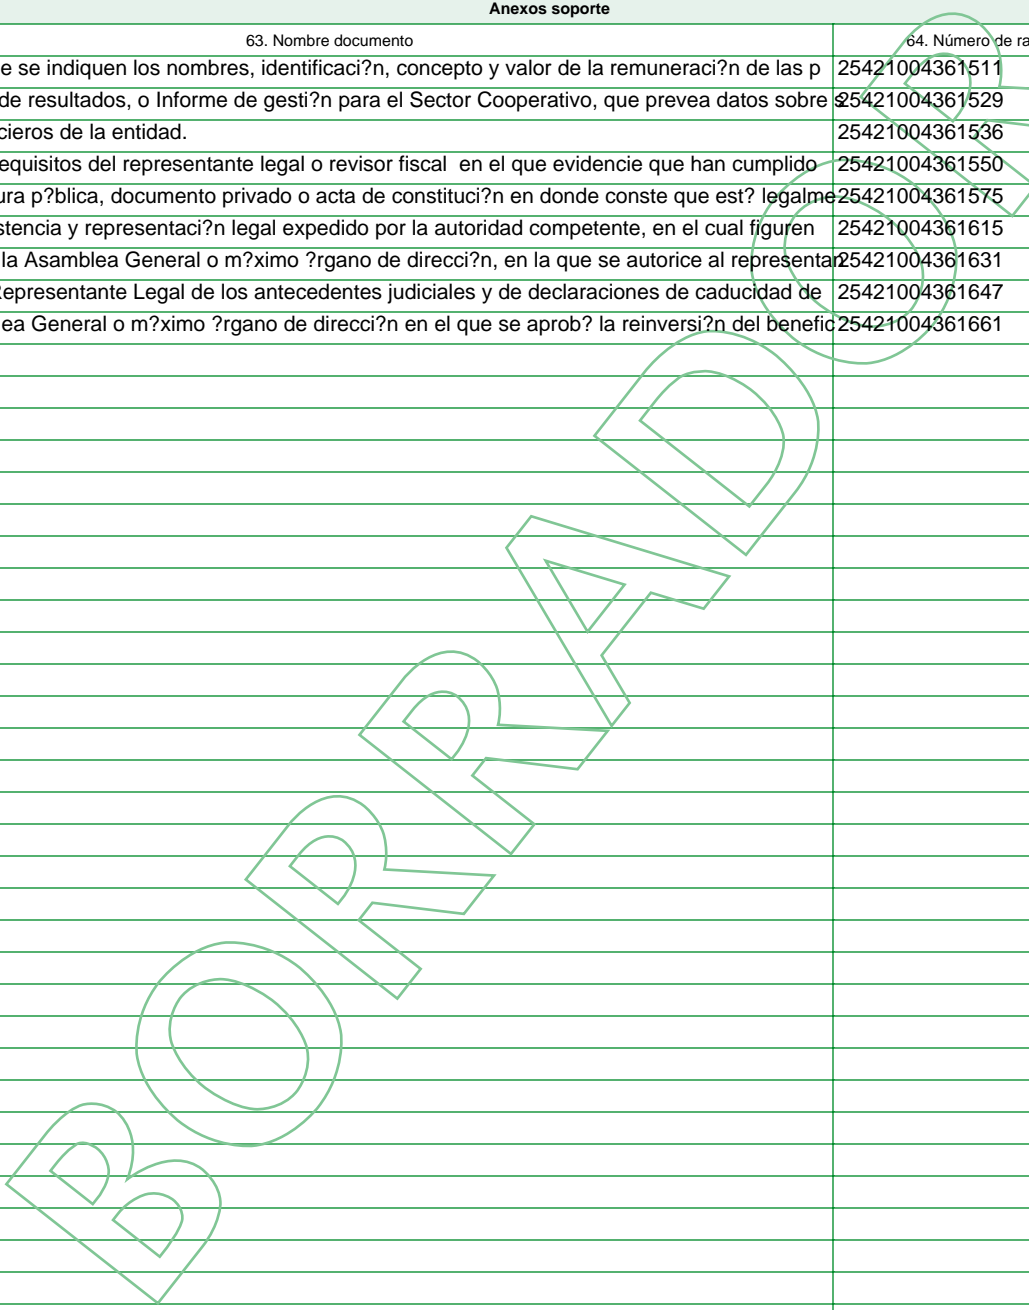 Anexos soporte
63. Nombre documento 64. Número de ra
e se indiquen los nombres, identificaci?n, concepto y valor de la remuneraci?n de las p 25421004361511
de resultados, o Informe de gesti?n para el Sector Cooperativo, que prevea datos sobre s 25421004361529
cieros de la entidad. 25421004361536
equisitos del representante legal o revisor fiscal en el que evidencie que han cumplido 25421004361550
ura p?blica, documento privado o acta de constituci?n en donde conste que est? legalme 25421004361575
stencia y representaci?n legal expedido por la autoridad competente, en el cual figuren 25421004361615
la Asamblea General o m?ximo ?rgano de direcci?n, en la que se autorice al representan 25421004361631
Representante Legal de los antecedentes judiciales y de declaraciones de caducidad de 25421004361647
ea General o m?ximo ?rgano de direcci?n en el que se aprob? la reinversi?n del benefic 25421004361661
BORRADOR